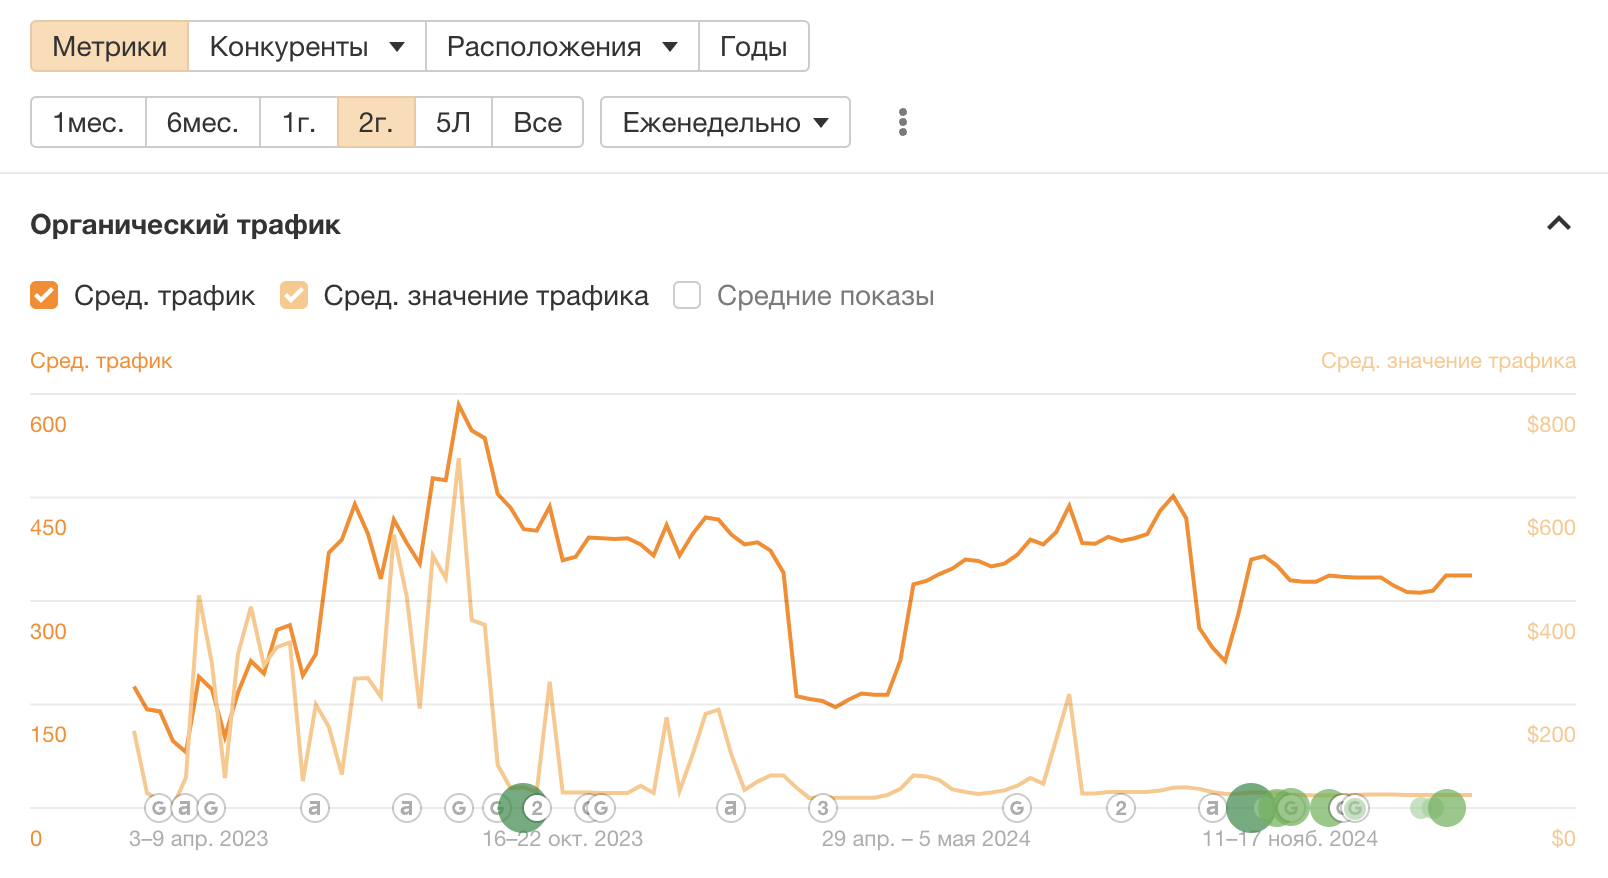 Метрики Конкуренты Расположения Годы
1мес. 6мес. 1г. 2г. 5Л Все Еженедельно
Органический трафик
Сред. трафик Сред. значение трафика Средние показы
Сред. трафик Сред. значение трафика
600 $800
450 $600
300 $400
150 $200
G a G a a G G 2 G a 3 G 2 a G G
3–9 апр. 2023 16–22 окт. 2023 29 апр. – 5 мая 2024 11–17 нояб. 2024
0 $0